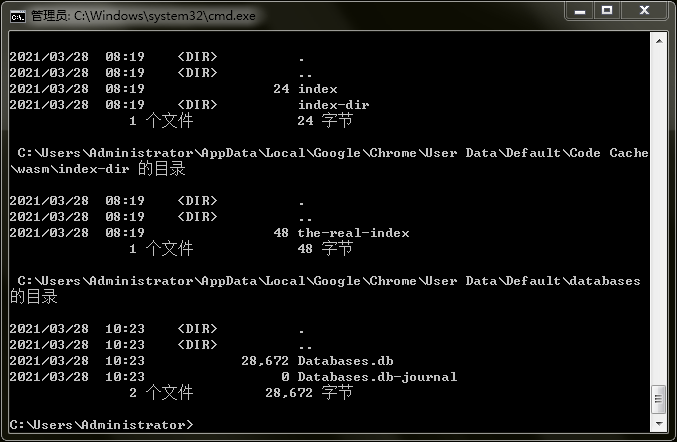 管理员: C:\Windows\system32\cmd.exe
2021/03/28  08:19    <DIR>          .
2021/03/28  08:19    <DIR>          ..
2021/03/28  08:19                24 index
2021/03/28  08:19    <DIR>          index-dir
               1 个文件             24 字节
 C:\Users\Administrator\AppData\Local\Google\Chrome\User Data\Default\Code Cache
\wasm\index-dir 的目录
2021/03/28  08:19    <DIR>          .
2021/03/28  08:19    <DIR>          ..
2021/03/28  08:19                48 the-real-index
               1 个文件             48 字节
 C:\Users\Administrator\AppData\Local\Google\Chrome\User Data\Default\databases
的目录
2021/03/28  10:23    <DIR>          .
2021/03/28  10:23    <DIR>          ..
2021/03/28  10:23            28,672 Databases.db
2021/03/28  10:23                 0 Databases.db-journal
               2 个文件         28,672 字节
C:\Users\Administrator>